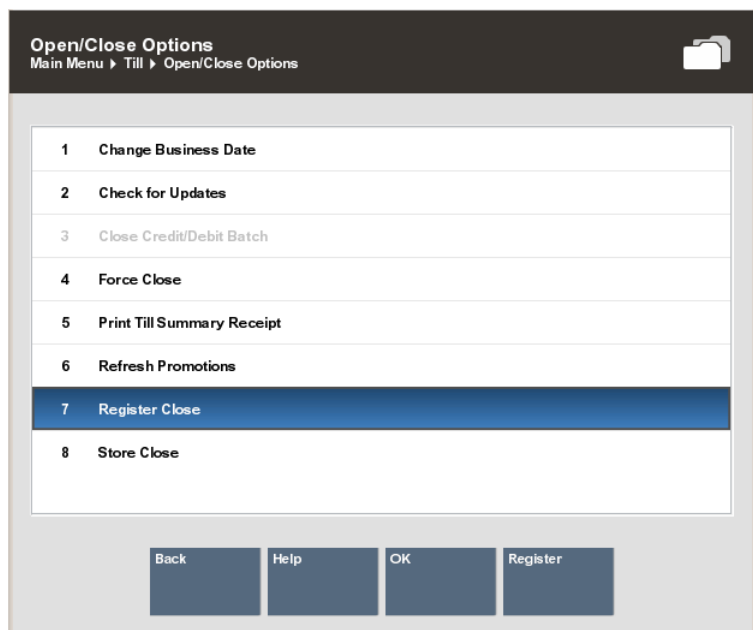 Open/Close Options
Main Menu ▸ Till ▸ Open/Close Options
1 Change Business Date
2 Check for Updates
3 Close Credit/Debit Batch
4 Force Close
5 Print Till Summary Receipt
6 Refresh Promotions
7 Register Close
8 Store Close
Back Help OK Register